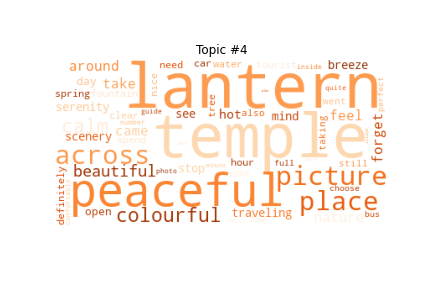 Topic #4
around need car water tourist inside breeze
day take nice lantern perfect
spring fountain quite
serenity clear guide tree see hot also mind went feel
calm came number temple taking forget
scenery spend
across hour full still
beautiful photo stop picture
definitely peaceful choose place
open colourful traveling nature bus